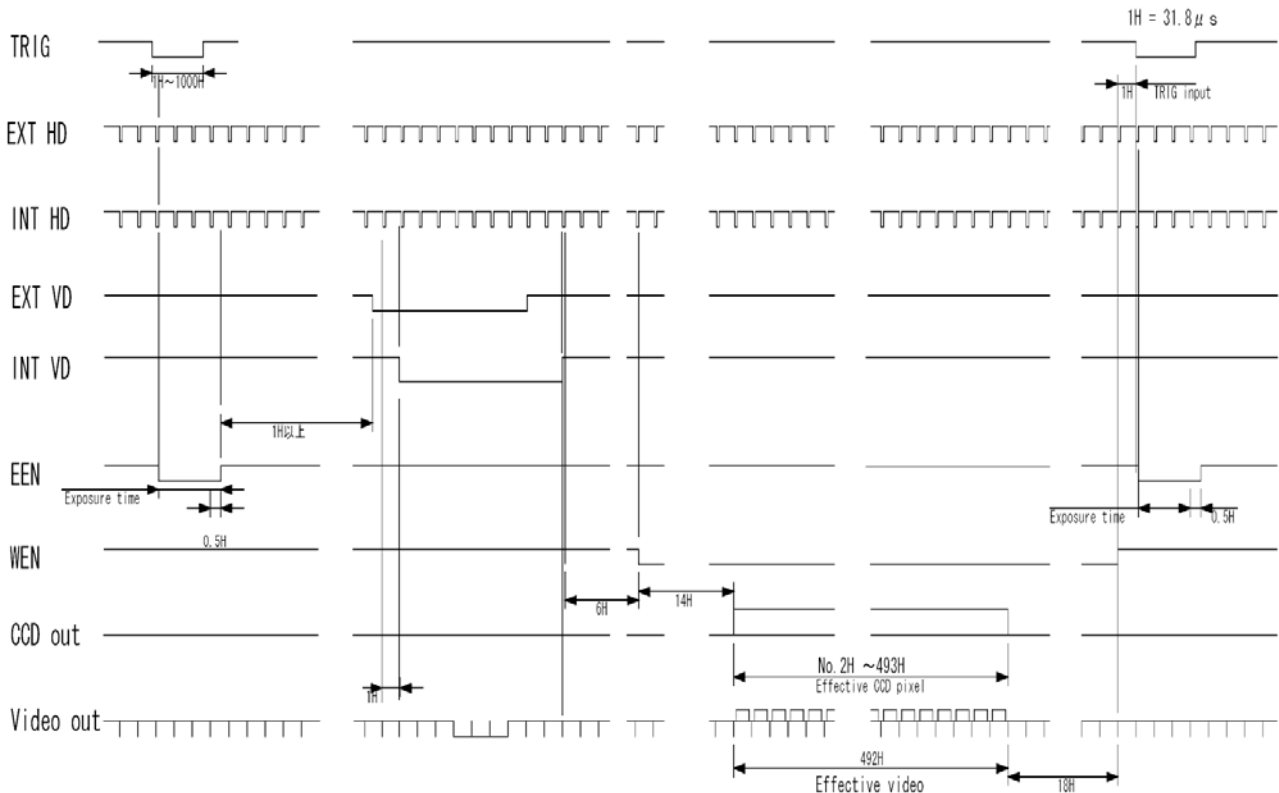 1H = 31.8μs
TRIG
1H~1000H
1H TRIG input
EXT HD
INT HD
EXT VD
INT VD
1H以上
EEN
Exposure time
0.5H
Exposure time
0.5H
WEN
6H
14H
CCD out
No.2H ~493H
Effective CCD pixel
1H
Video out
492H
Effective video
18H